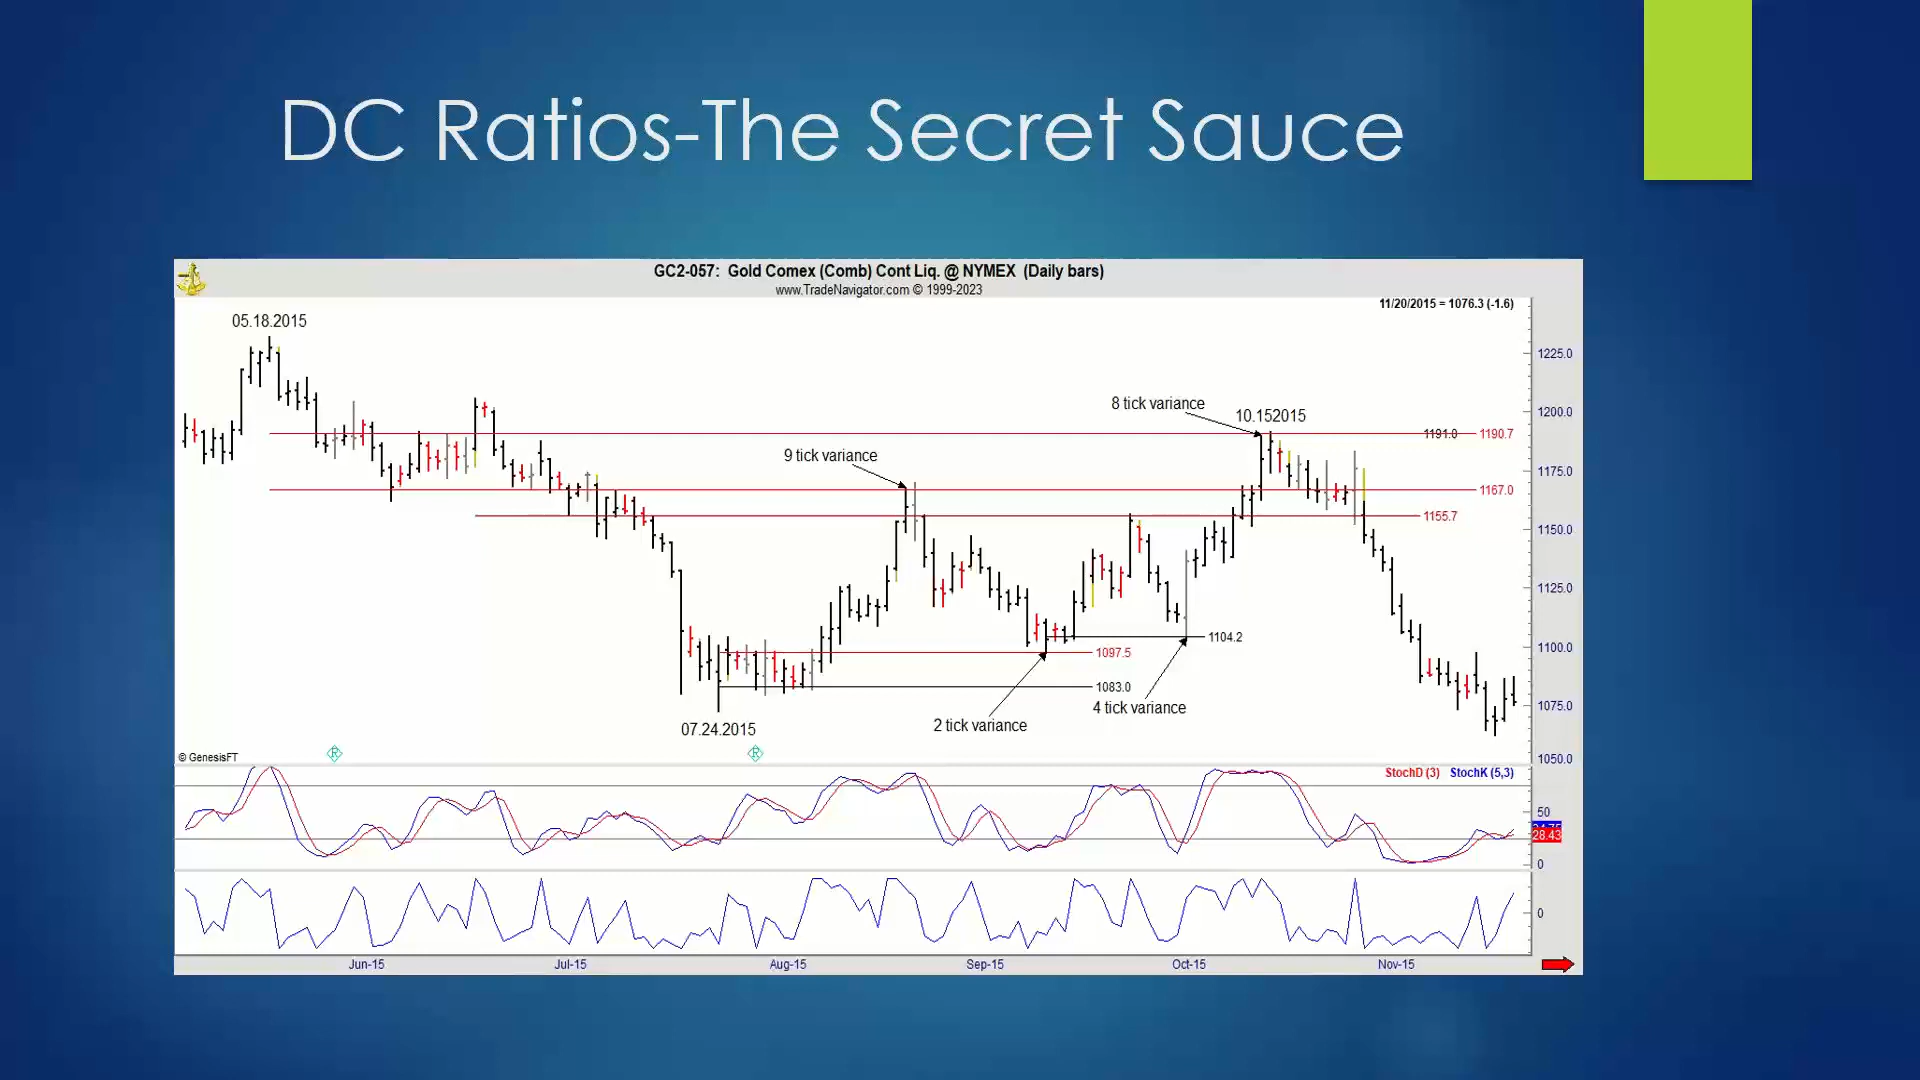 DC Ratios-The Secret Sauce
GC2-057: Gold Comex (Comb) Cont Liq. @ NYMEX (Daily bars)
www.TradeNavigator.com © 1999-2023
11/20/2015 = 1076.3 (-1.6)
05.18.2015
1225.0
8 tick variance
10.152015
1200.0
1191.0
1190.7
9 tick variance
1175.0
1167.0
1155.7
1150.0
1125.0
1104.2
1100.0
1097.5
1083.0
4 tick variance
1075.0
2 tick variance
07.24.2015
R
R
© GenesisFT
1050.0
StochD (3) StochK (5,3)
50
28.43
0
0
Jun-15
Jul-15
Aug-15
Sep-15
Oct-15
Nov-15